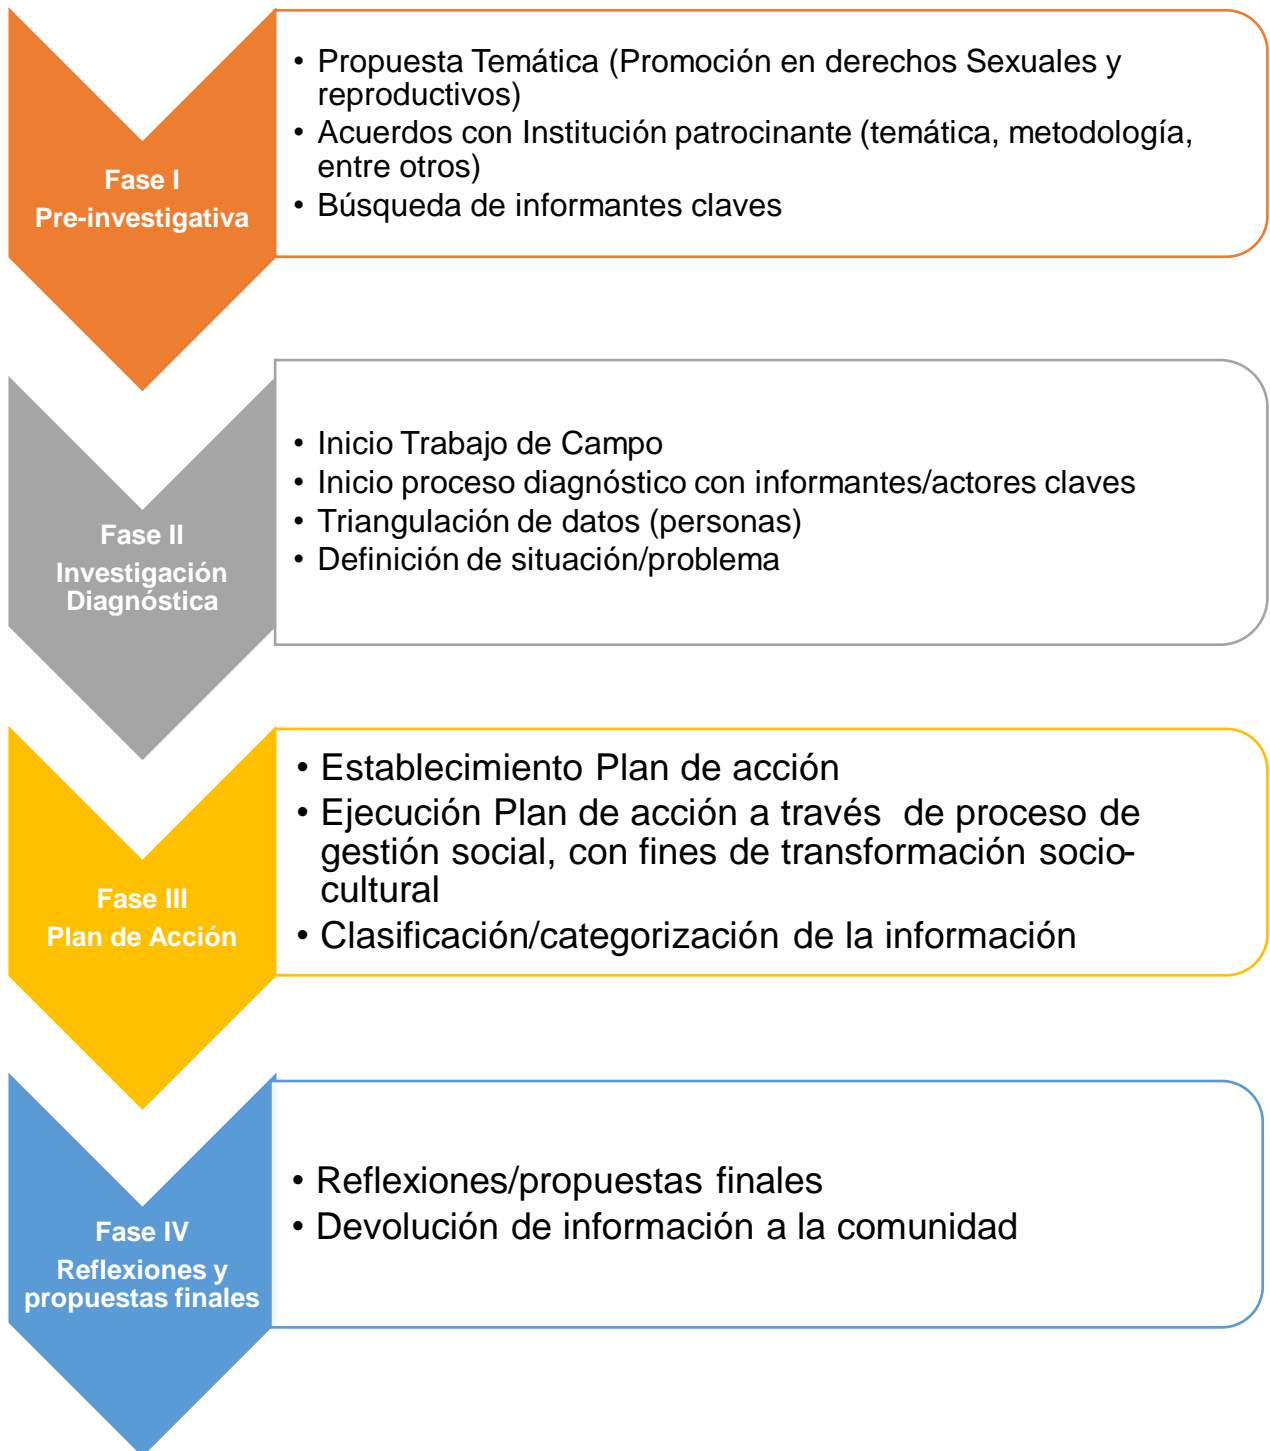 Fase I
Pre-investigativa
• Propuesta Temática (Promoción en derechos Sexuales y
reproductivos)
• Acuerdos con Institución patrocinante (temática, metodología,
entre otros)
• Búsqueda de informantes claves
Fase II
Investigación
Diagnóstica
• Inicio Trabajo de Campo
• Inicio proceso diagnóstico con informantes/actores claves
• Triangulación de datos (personas)
• Definición de situación/problema
Fase III
Plan de Acción
• Establecimiento Plan de acción
• Ejecución Plan de acción a través de proceso de
gestión social, con fines de transformación socio-
cultural
• Clasificación/categorización de la información
Fase IV
Reflexiones y
propuestas finales
• Reflexiones/propuestas finales
• Devolución de información a la comunidad